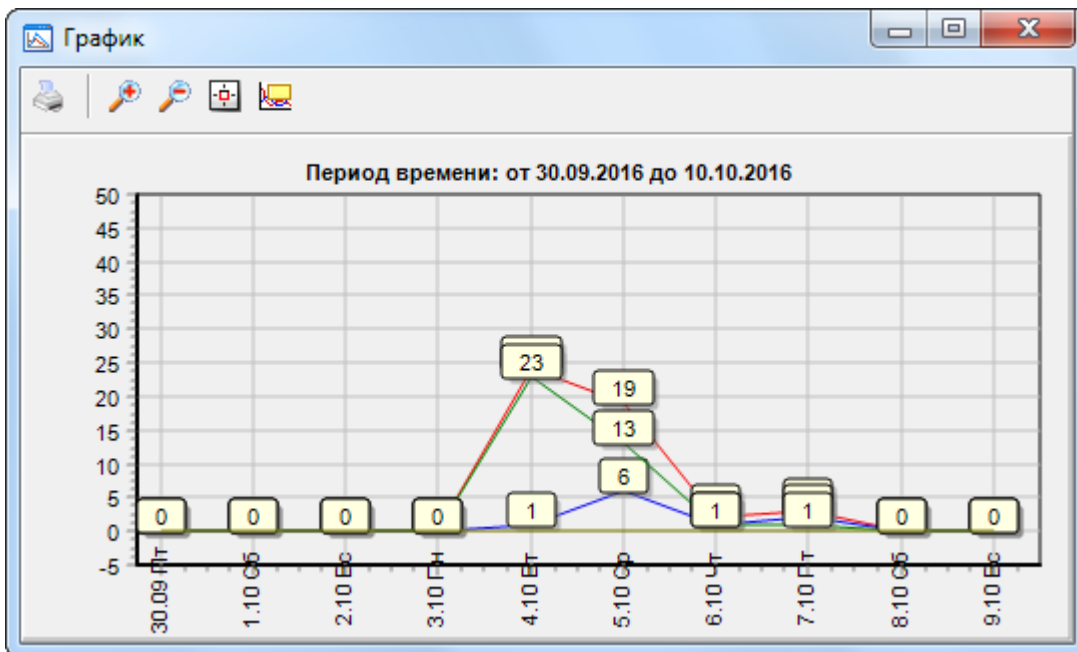 График
Период времени: от 30.09.2016 до 10.10.2016
50
45
40
35
30
25
20
15
10
5
0
-5
0
0
0
0
23
1
19
13
6
1
1
0
0
30.09 Пт
1.10 Сб
2.10 Вс
3.10 Пн
4.10 Вт
5.10 Ср
6.10 Чт
7.10 Пт
8.10 Сб
9.10 Вс